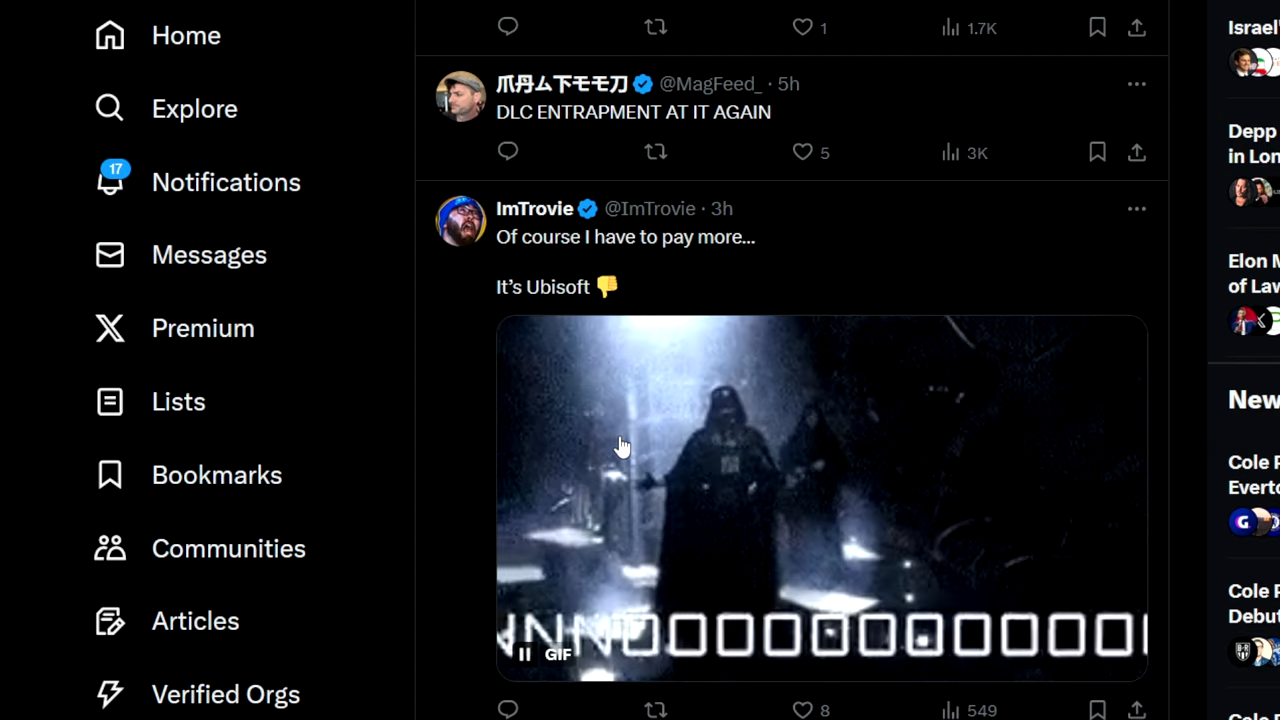 Home
Explore
17
Notifications
Messages
Premium
Lists
Bookmarks
Communities
Articles
Verified Orgs
1
1.7K
爪丹ム下モモ刀 @MagFeed_ · 5h
DLC ENTRAPMENT AT IT AGAIN
5
3K
ImTrovie @ImTrovie · 3h
Of course I have to pay more...
It's Ubisoft 👎
NNNOOOOOOOOOOO
GIF
8
549
Israel'
Depp
in Lon
Elon M
of Law
New
Cole P
Everto
Cole P
Debut